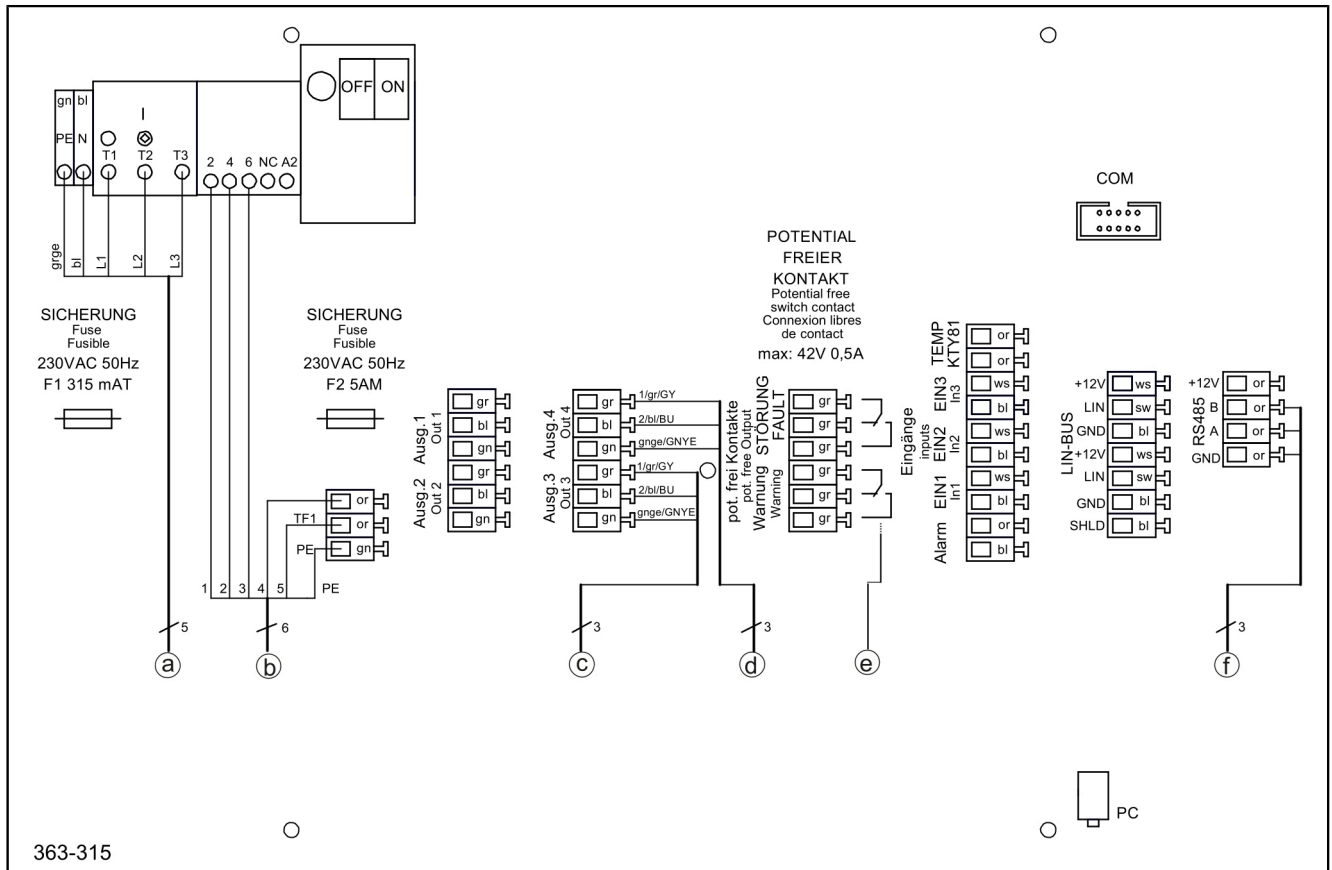 OFF ON
gn bl
I
PE N
T1 T2 T3
2 4 6 NC A2
grge
bl
L1
L2
L3
COM
SICHERUNG
Fuse
Fusible
230VAC 50Hz
F1 315 mAT
SICHERUNG
Fuse
Fusible
230VAC 50Hz
F2 5AM
or
TF1
or
PE
gn
1 2 3 4 5 PE
Ausg.1
Out 1
gr
bl
gn
Ausg.2
Out 2
gr
bl
gn
Ausg.4
Out 4
gr
1/gr/GY
bl
2/bl/BU
gn
gnge/GNYE
Ausg.3
Out 3
gr
1/gr/GY
bl
2/bl/BU
gn
gnge/GNYE
POTENTIAL
FREIER
KONTAKT
Potential free
switch contact
Connexion libres
de contact
max: 42V 0,5A
pot. frei Kontakte
pot. free Output
STÖRUNG
FAULT
gr
gr
gr
Warnung
Warning
gr
gr
gr
Eingänge
inputs
TEMP
KTY81
or
or
EIN3
In3
ws
bl
EIN2
In2
ws
bl
EIN1
In1
ws
bl
Alarm
or
bl
LIN-BUS
+12V ws
LIN sw
GND bl
+12V ws
LIN sw
GND bl
SHLD bl
RS485
+12V or
B or
A or
GND or
5
6
3
3
3
a
b
c
d
e
f
PC
363-315